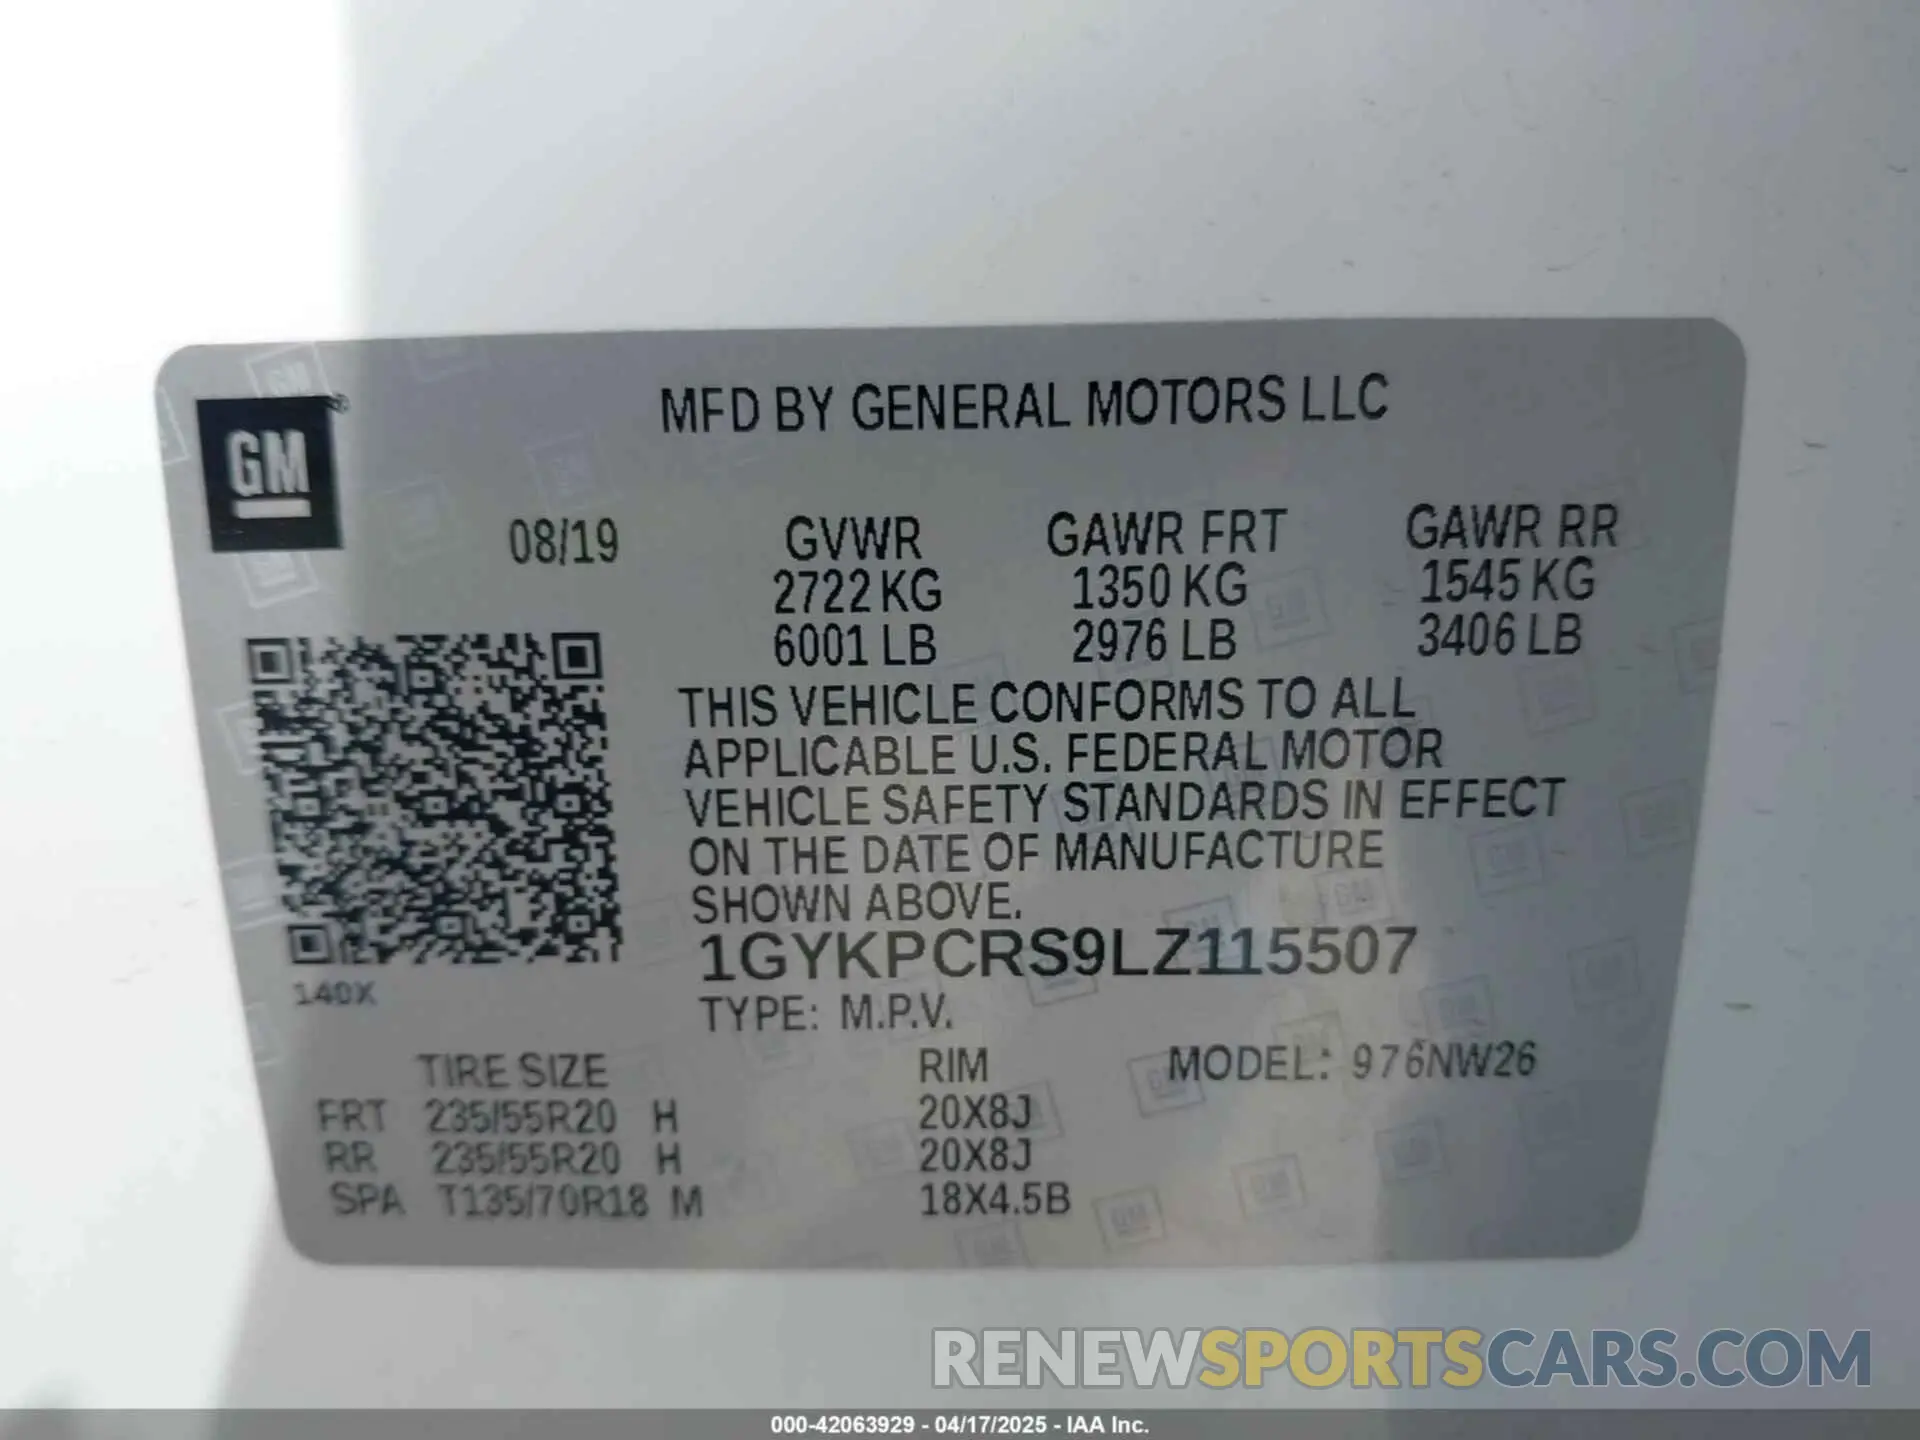 MFD BY GENERAL MOTORS LLC
GM ®
08/19 GVWR GAWR FRT GAWR RR
2722 KG 1350 KG 1545 KG
6001 LB 2976 LB 3406 LB
THIS VEHICLE CONFORMS TO ALL
APPLICABLE U.S. FEDERAL MOTOR
VEHICLE SAFETY STANDARDS IN EFFECT
ON THE DATE OF MANUFACTURE
SHOWN ABOVE.
1GYKPCRS9LZ115507
140X
TYPE: M.P.V.
TIRE SIZE RIM MODEL: 976NW26
FRT 235/55R20 H 20X8J
RR 235/55R20 H 20X8J
SPA T135/70R18 M 18X4.5B
RENEWSPORTSCARS.COM
000-42063929 - 04/17/2025 - IAA Inc.